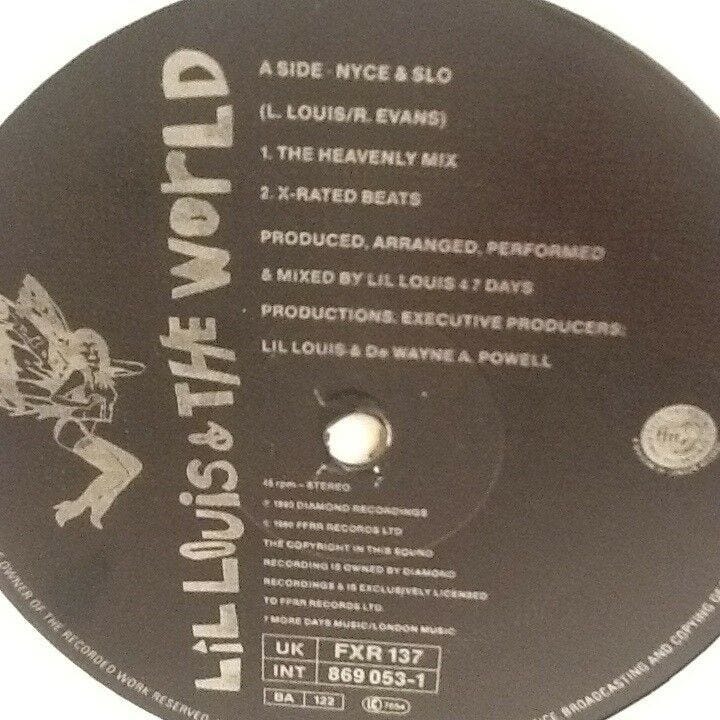 LiL LOUiS & THE WOrLD
A SIDE · NYCE & SLO
(L. LOUIS/R. EVANS)
1. THE HEAVENLY MIX
2. X-RATED BEATS
PRODUCED, ARRANGED, PERFORMED
& MIXED BY LIL LOUIS 4 7 DAYS
PRODUCTIONS. EXECUTIVE PRODUCERS:
LIL LOUIS & De WAYNE A. POWELL
45 rpm – STEREO
DIAMOND RECORDINGS
FFRR RECORDS LTD
THE COPYRIGHT IN THIS SOUND
RECORDING IS OWNED BY DIAMOND
RECORDINGS & IS EXCLUSIVELY LICENSED
TO FFRR RECORDS LTD.
7 MORE DAYS MUSIC/LONDON MUSIC
UK FXR 137
INT 869 053-1
BA 122
OWNER OF THE RECORDED WORK RESERVED
BROADCASTING AND COPYING